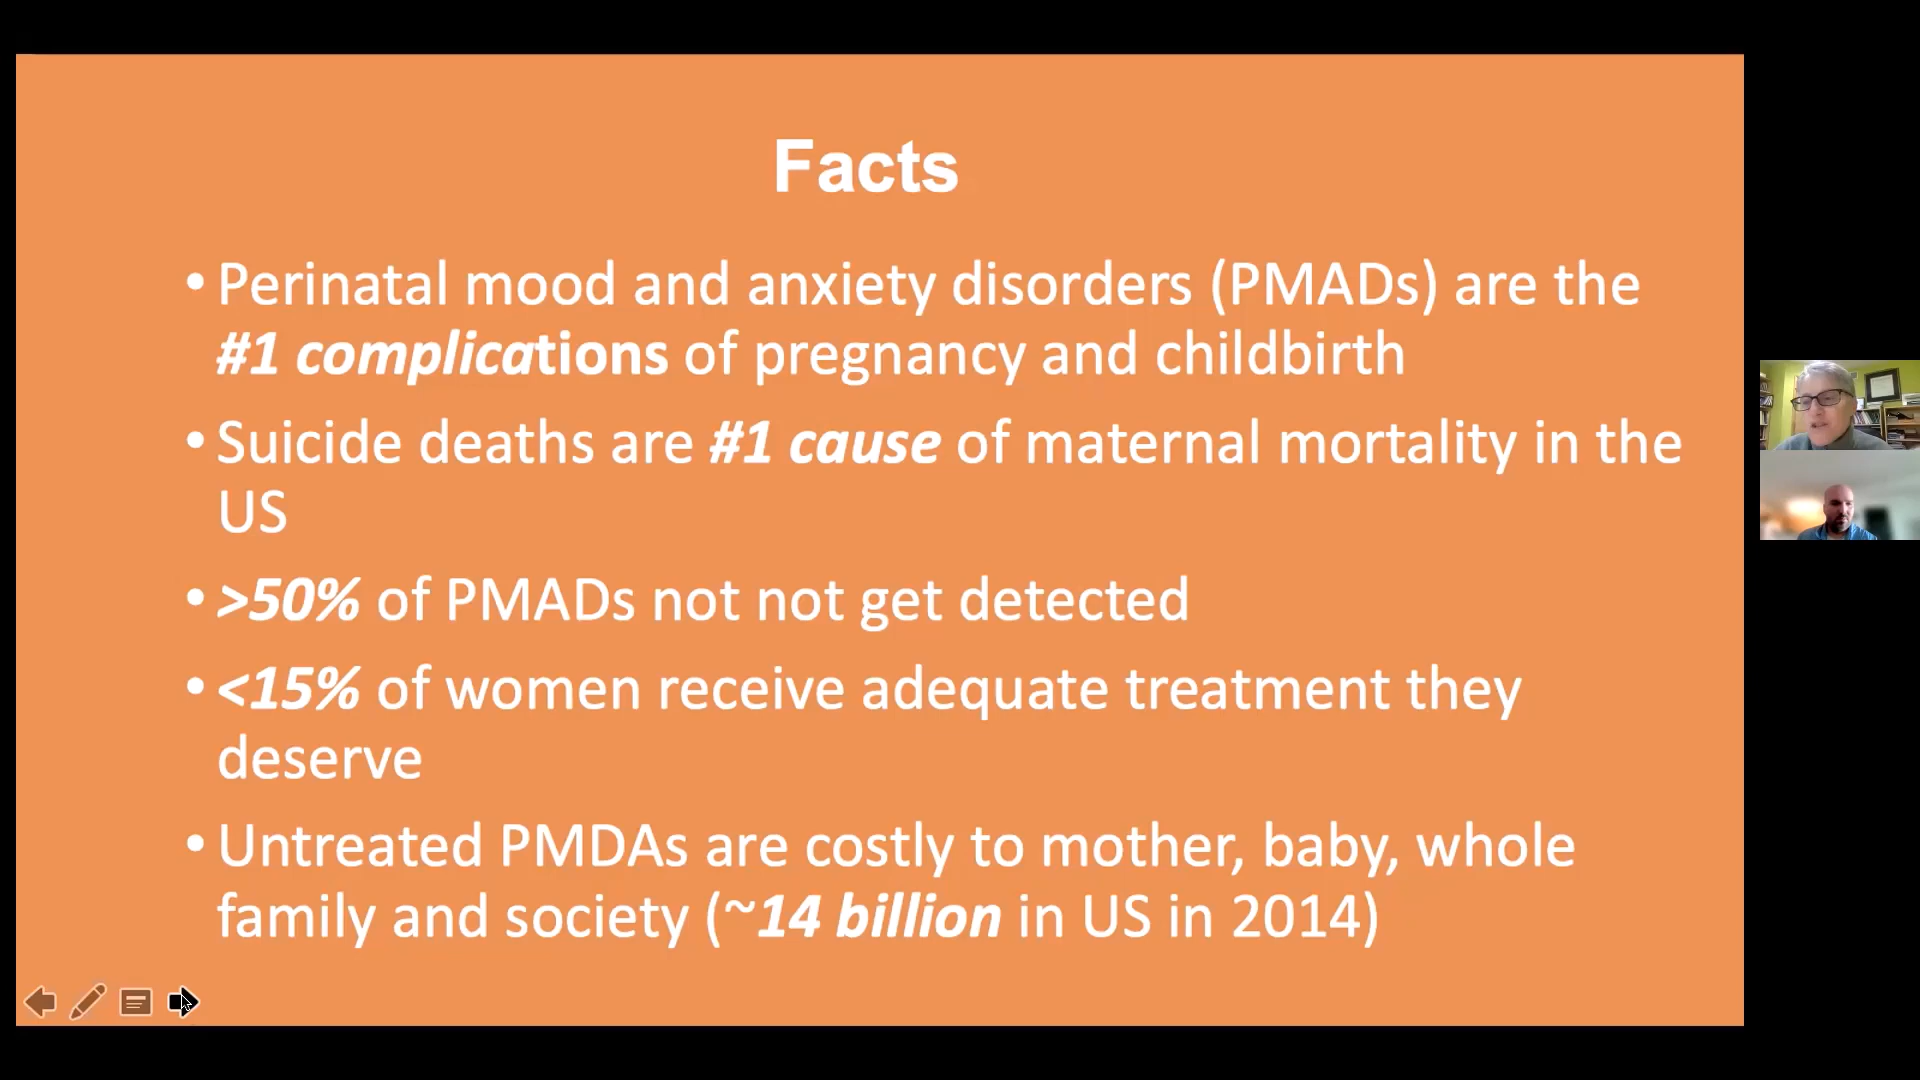 Facts
• Perinatal mood and anxiety disorders (PMADs) are the
#1 complications of pregnancy and childbirth
• Suicide deaths are #1 cause of maternal mortality in the
US
• >50% of PMADs not not get detected
• <15% of women receive adequate treatment they
deserve
• Untreated PMDAs are costly to mother, baby, whole
family and society (~14 billion in US in 2014)